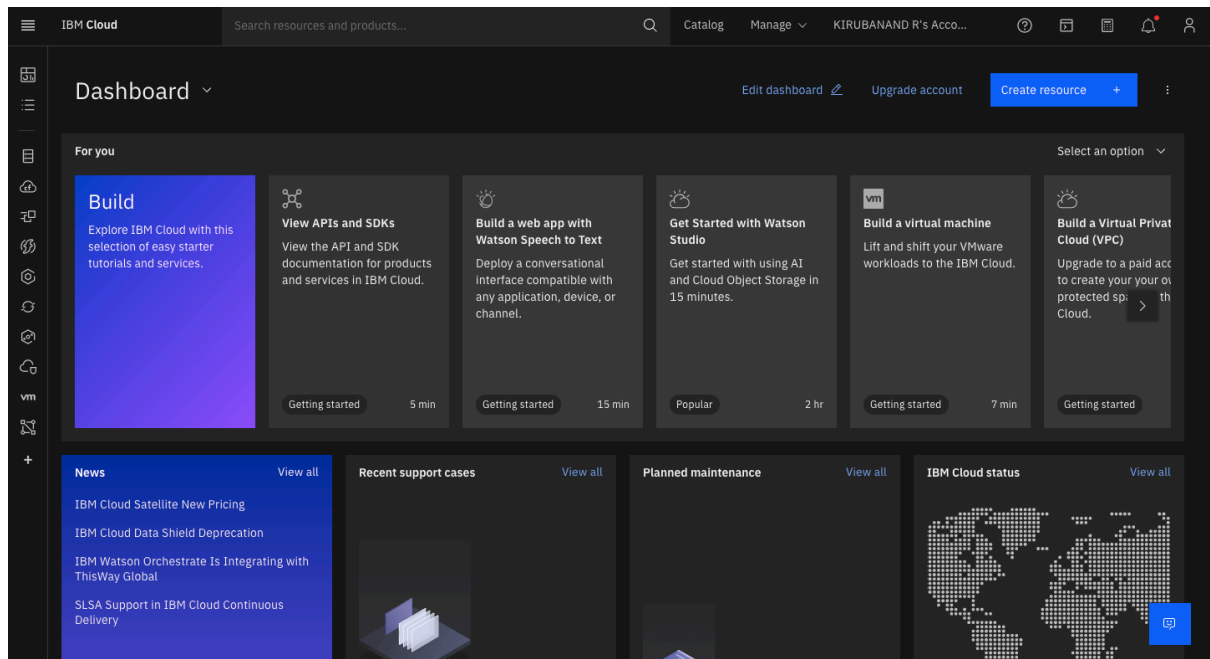 IBM Cloud
Search resources and products...
Catalog
Manage
KIRUBANAND R's Acco...
Dashboard
Edit dashboard
Upgrade account
Create resource +
For you
Select an option
Build
Explore IBM Cloud with this
selection of easy starter
tutorials and services.
View APIs and SDKs
View the API and SDK
documentation for products
and services in IBM Cloud.
Getting started
5 min
Build a web app with
Watson Speech to Text
Deploy a conversational
interface compatible with
any application, device, or
channel.
Getting started
15 min
Get Started with Watson
Studio
Get started with using AI
and Cloud Object Storage in
15 minutes.
Popular
2 hr
vm
Build a virtual machine
Lift and shift your VMware
workloads to the IBM Cloud.
Getting started
7 min
Build a Virtual Privat
Cloud (VPC)
Upgrade to a paid acc
to create your your ow
protected th
Cloud.
Getting started
vm
News
View all
IBM Cloud Satellite New Pricing
IBM Cloud Data Shield Deprecation
IBM Watson Orchestrate Is Integrating with
ThisWay Global
SLSA Support in IBM Cloud Continuous
Delivery
Recent support cases
View all
Planned maintenance
View all
IBM Cloud status
View all